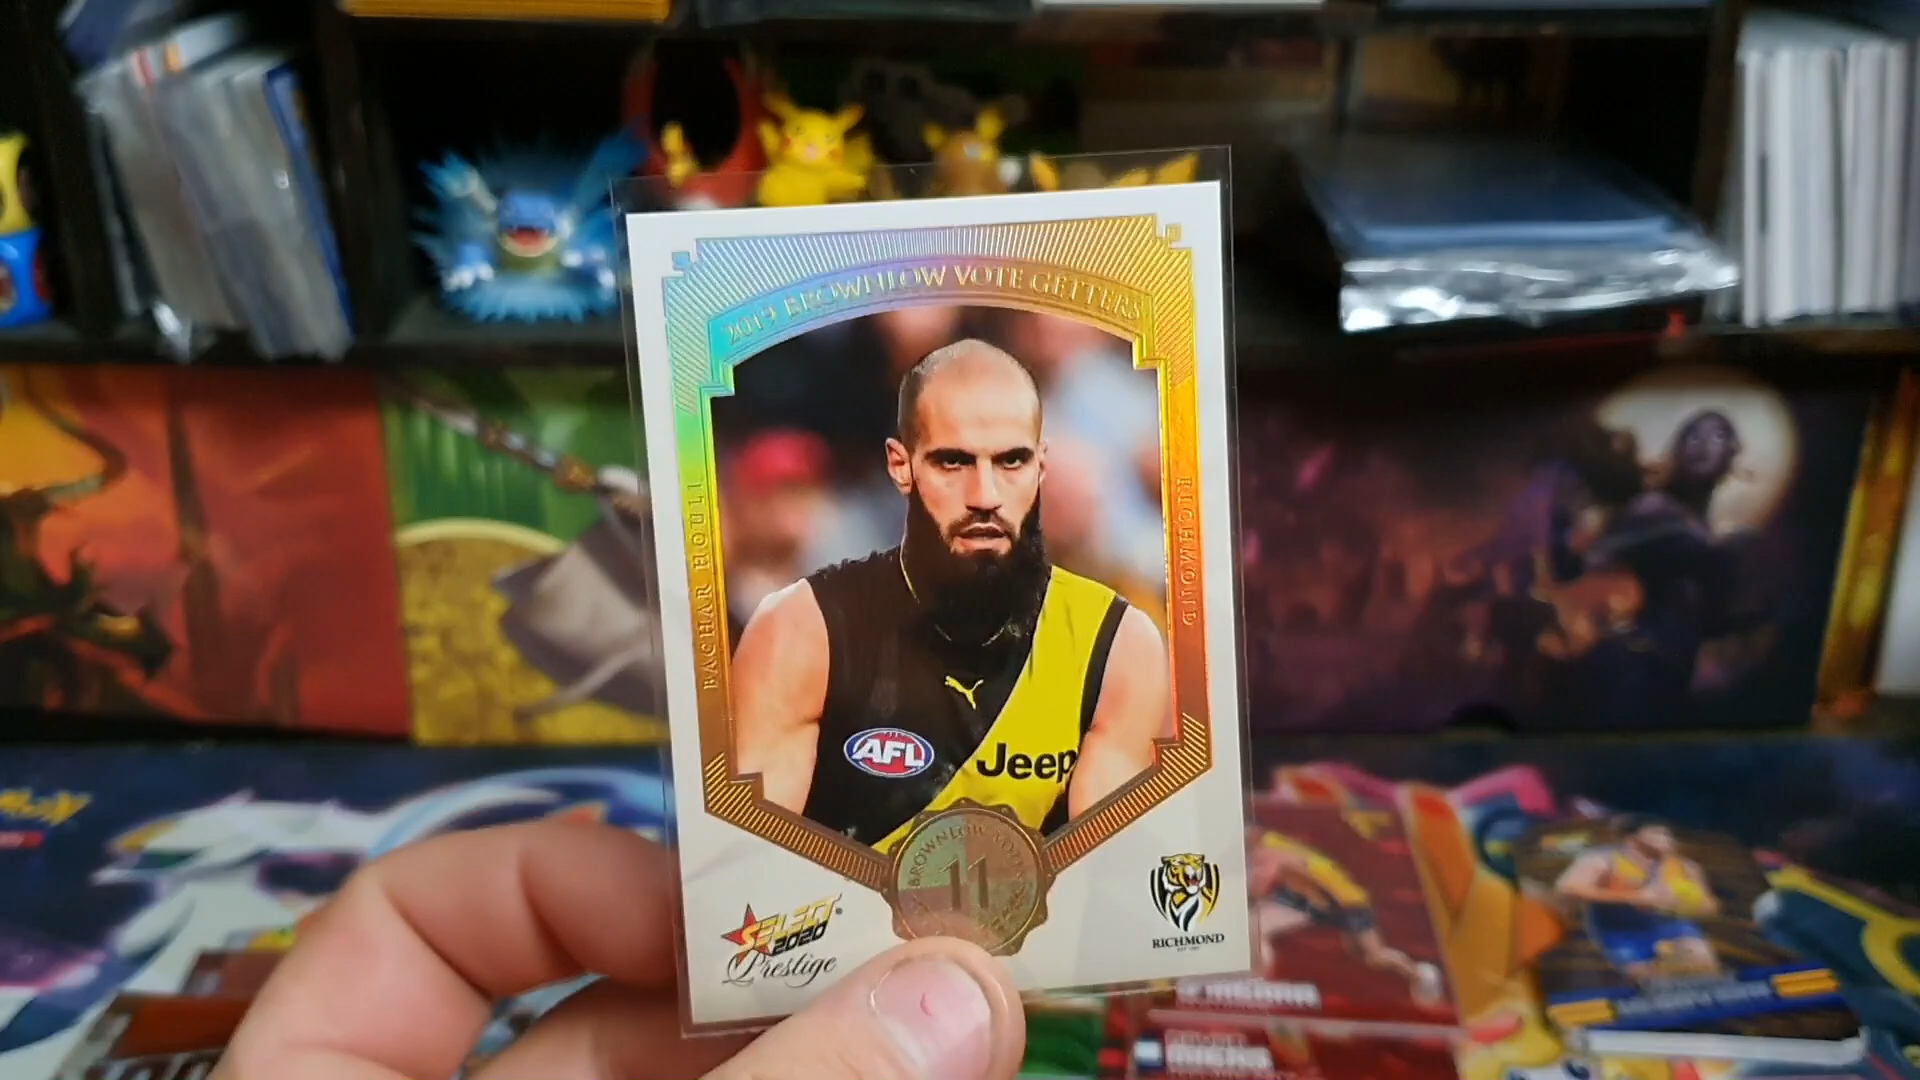 2019 BROWNLOW VOTE GETTERS
BACHAR HOULI
RICHMOND
AFL
Jeep
BROWNLOW VOTES
11
SELECT
2020
Prestige
RICHMOND